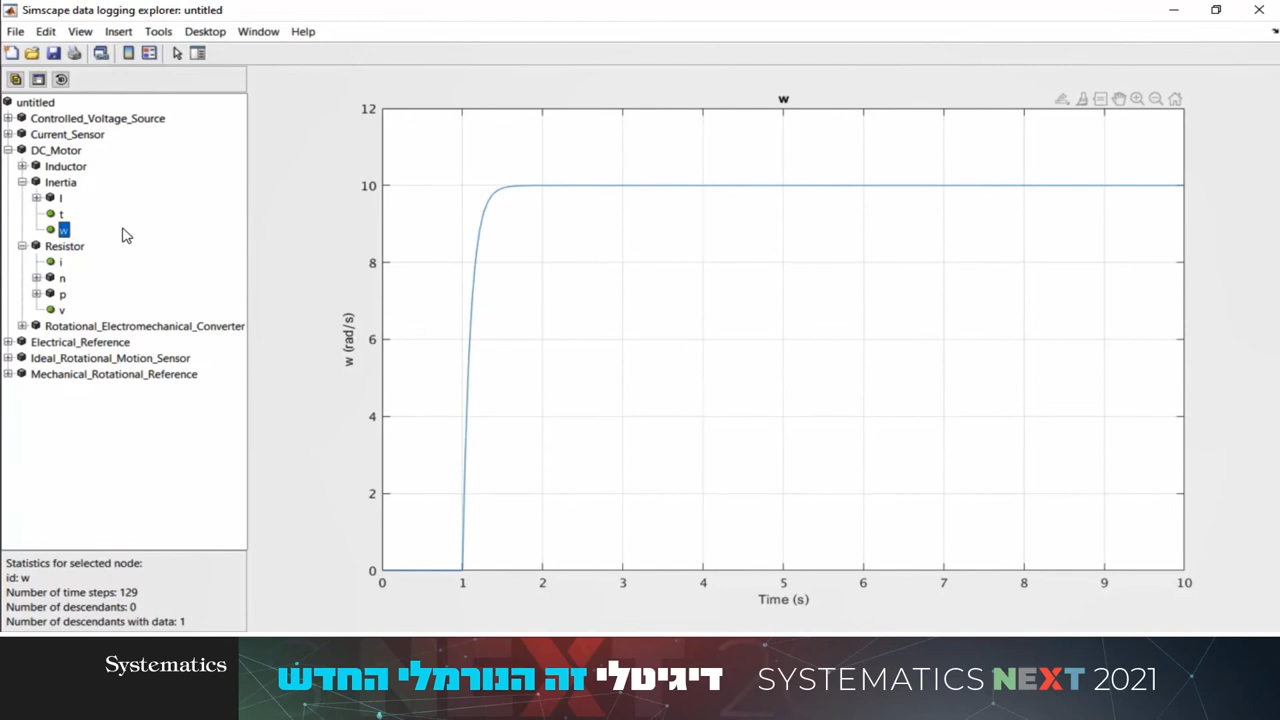 Simscape data logging explorer: untitled
File Edit View Insert Tools Desktop Window Help
untitled
Controlled_Voltage_Source
Current_Sensor
DC_Motor
Inductor
Inertia
I
t
w
Resistor
i
n
p
v
Rotational_Electromechanical_Converter
Electrical_Reference
Ideal_Rotational_Motion_Sensor
Mechanical_Rotational_Reference
Statistics for selected node:
id: w
Number of time steps: 129
Number of descendants: 0
Number of descendants with data: 1
w
12
10
8
6
4
2
0
w (rad/s)
0 1 2 3 4 5 6 7 8 9 10
Time (s)
Systematics
דיגיטלי זה הנורמלי החדש
SYSTEMATICS NEXT 2021